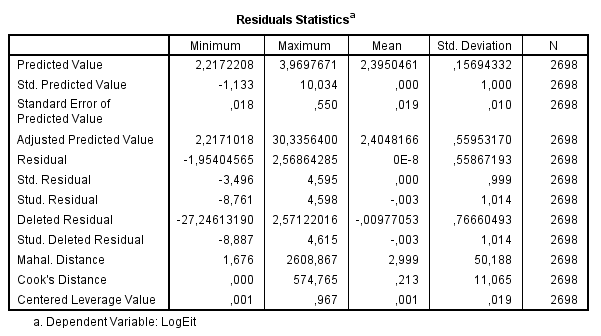 Residuals Statisticsa
Minimum Maximum Mean Std. Deviation N
Predicted Value 2,2172208 3,9697671 2,3950461 ,15694332 2698
Std. Predicted Value -1,133 10,034 ,000 1,000 2698
Standard Error of Predicted Value ,018 ,550 ,019 ,010 2698
Adjusted Predicted Value 2,2171018 30,3356400 2,4048166 ,55953170 2698
Residual -1,95404565 2,56864285 0E-8 ,55867193 2698
Std. Residual -3,496 4,595 ,000 ,999 2698
Stud. Residual -8,761 4,598 -,003 1,014 2698
Deleted Residual -27,24613190 2,57122016 -,00977053 ,76660493 2698
Stud. Deleted Residual -8,887 4,615 -,003 1,014 2698
Mahal. Distance 1,676 2608,867 2,999 50,188 2698
Cook's Distance ,000 574,765 ,213 11,065 2698
Centered Leverage Value ,001 ,967 ,001 ,019 2698
a. Dependent Variable: LogEit